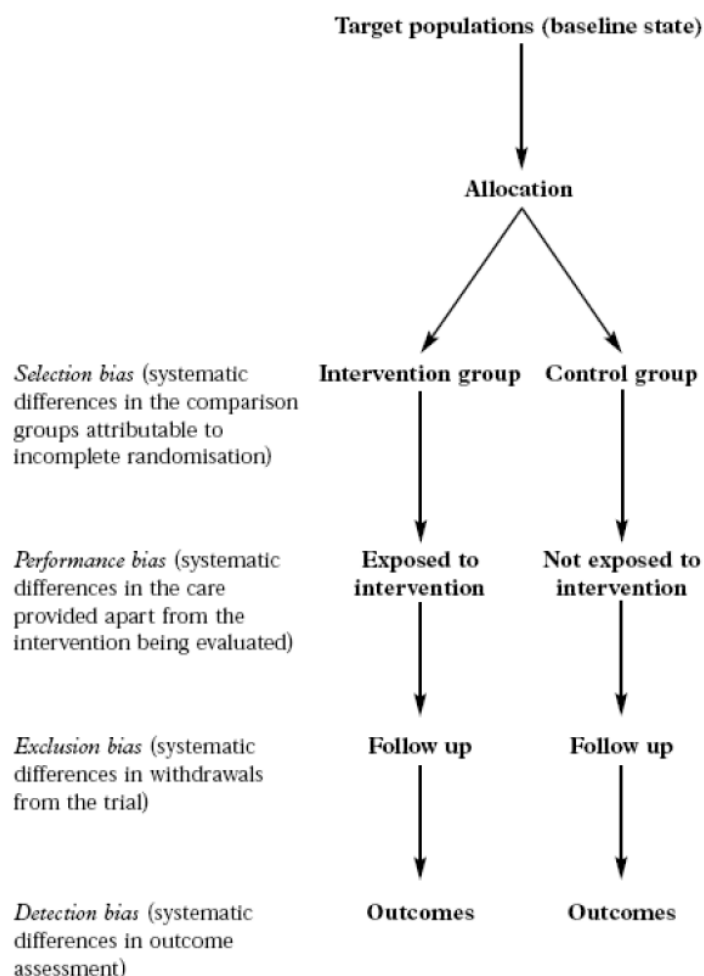 Target populations (baseline state)
Allocation
Selection bias (systematic
differences in the comparison
groups attributable to
incomplete randomisation)
Intervention group
Control group
Performance bias (systematic
differences in the care
provided apart from the
intervention being evaluated)
Exposed to
intervention
Not exposed to
intervention
Exclusion bias (systematic
differences in withdrawals
from the trial)
Follow up
Follow up
Detection bias (systematic
differences in outcome
assessment)
Outcomes
Outcomes